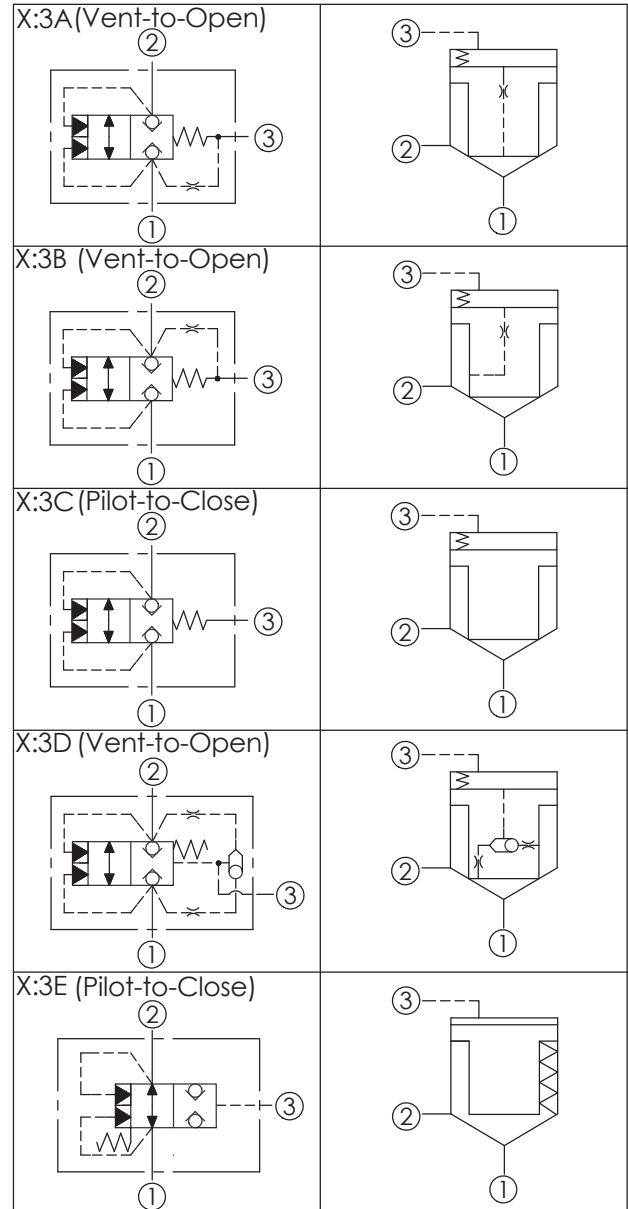 X:3A(Vent-to-Open)
② ③
③ ② ①
①
X:3B (Vent-to-Open)
② ③
③ ② ①
①
X:3C(Pilot-to-Close)
② ③
③ ② ①
①
X:3D (Vent-to-Open)
② ③
③ ② ①
①
X:3E (Pilot-to-Close)
② ③
③ ② ①
①